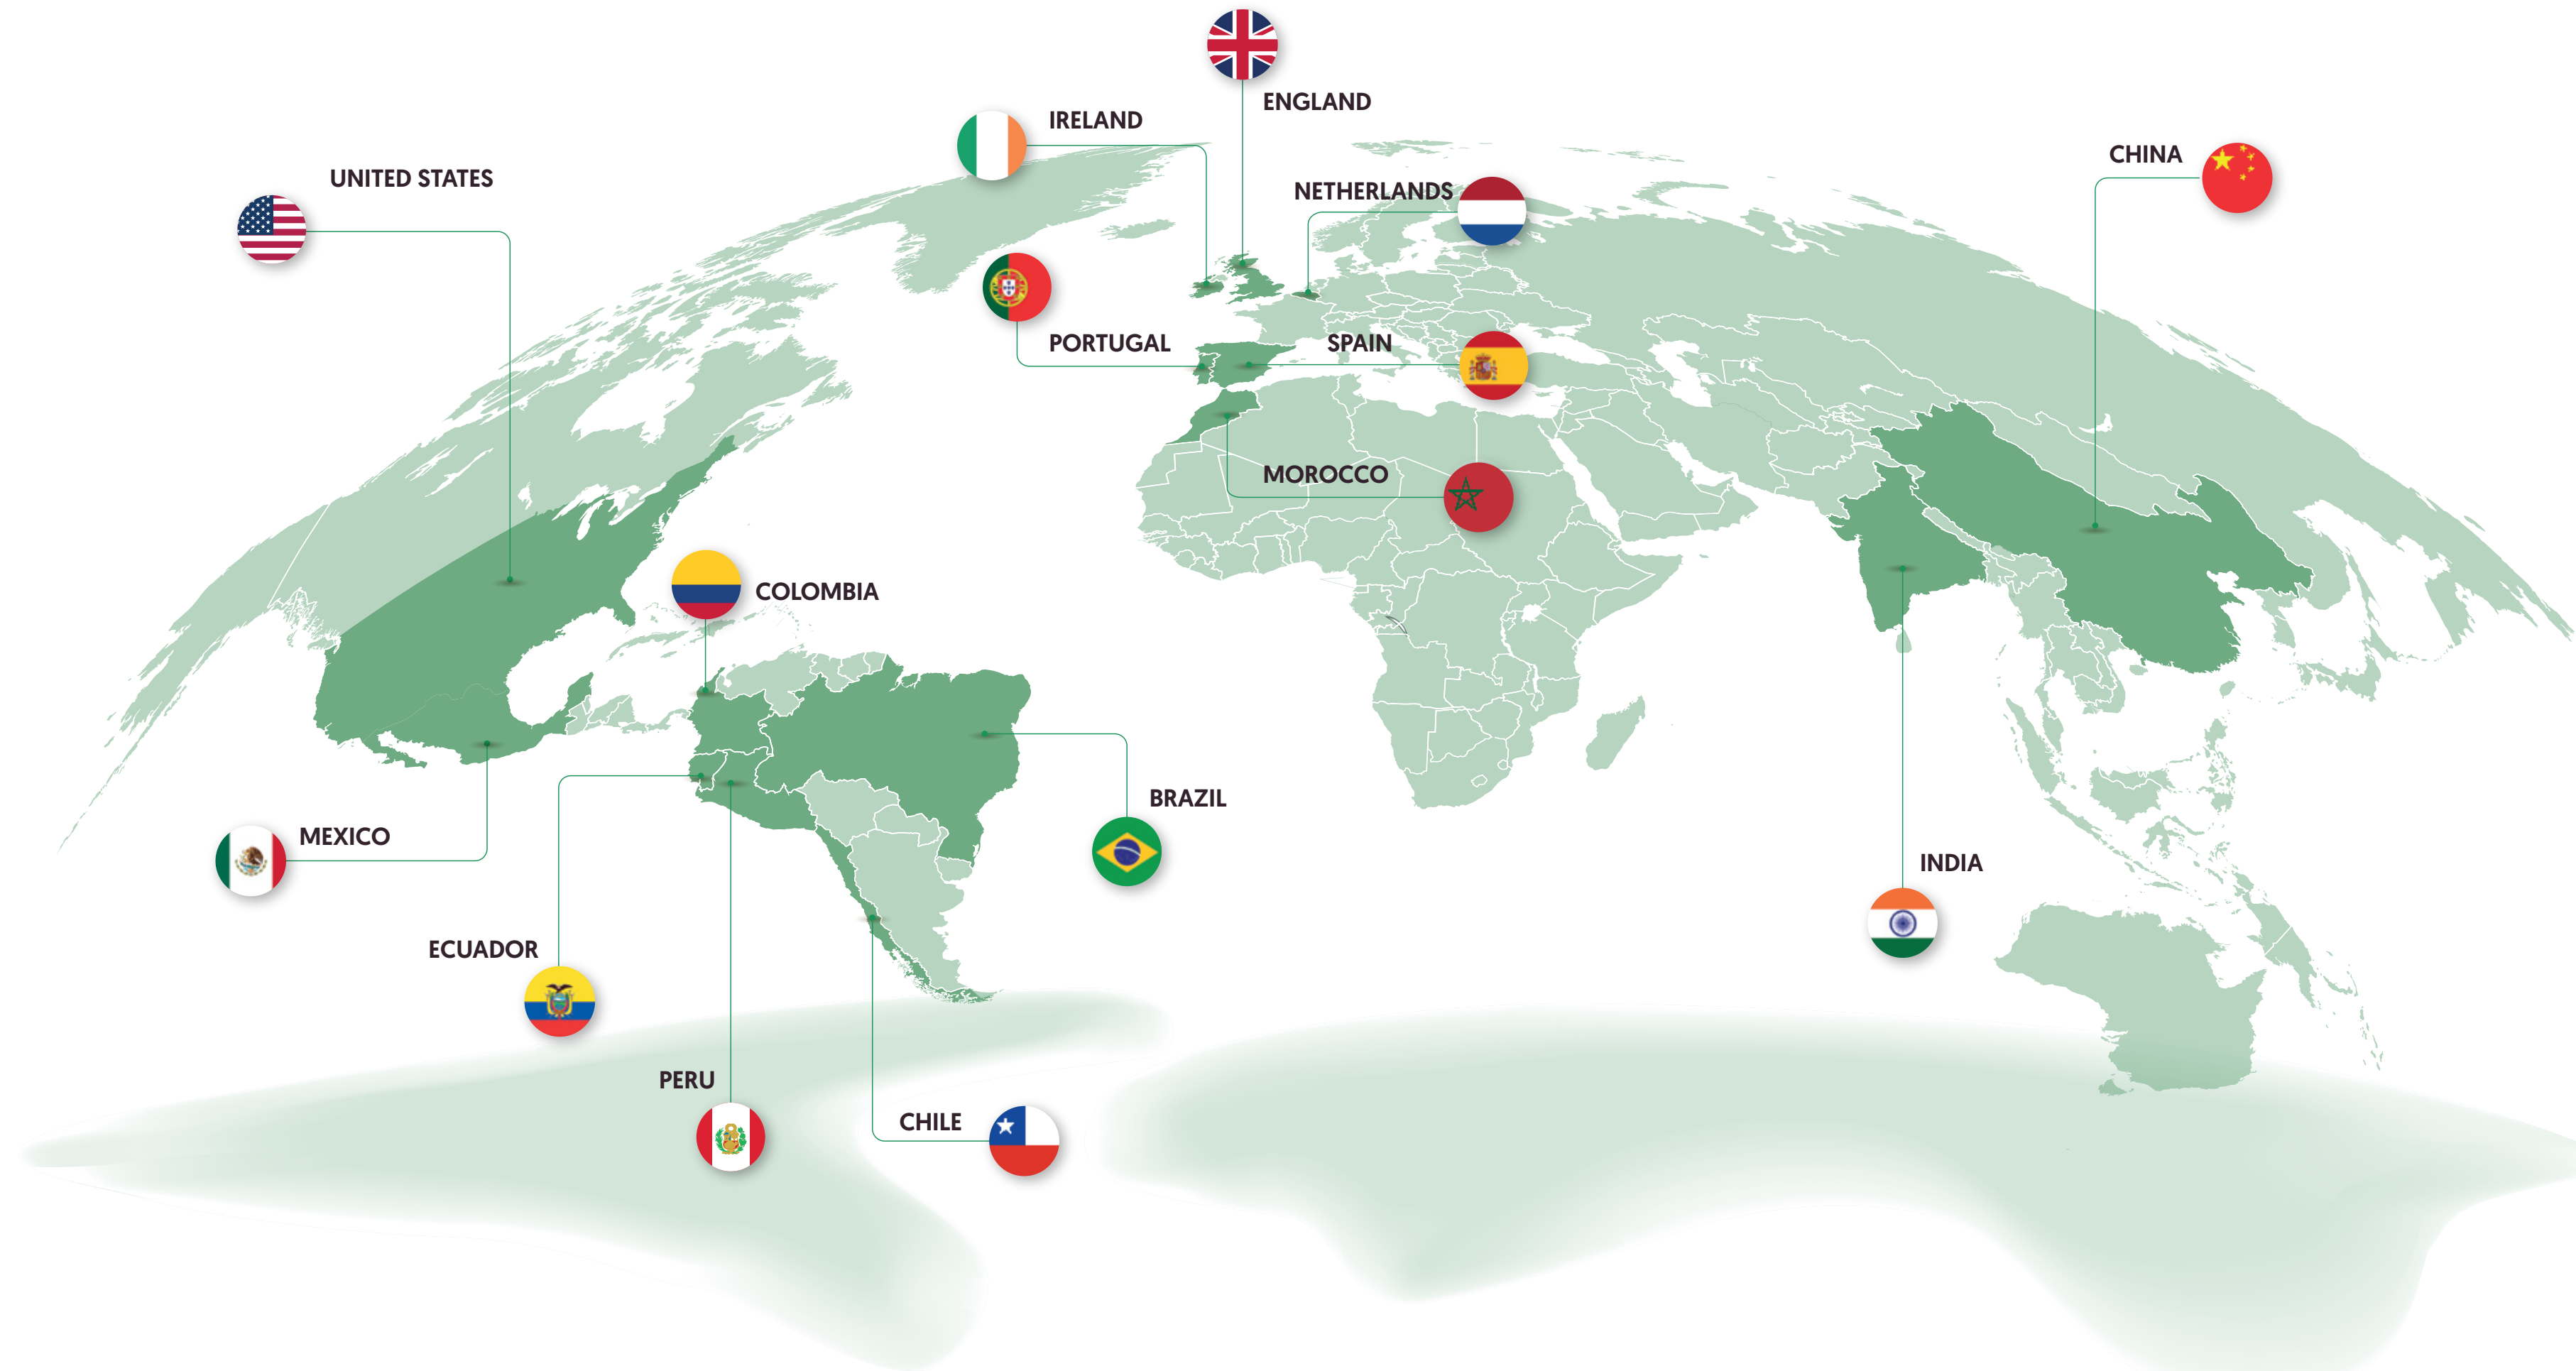 ENGLAND
IRELAND
CHINA
UNITED STATES
NETHERLANDS
PORTUGAL
SPAIN
MOROCCO
COLOMBIA
BRAZIL
MEXICO
INDIA
ECUADOR
PERU
CHILE